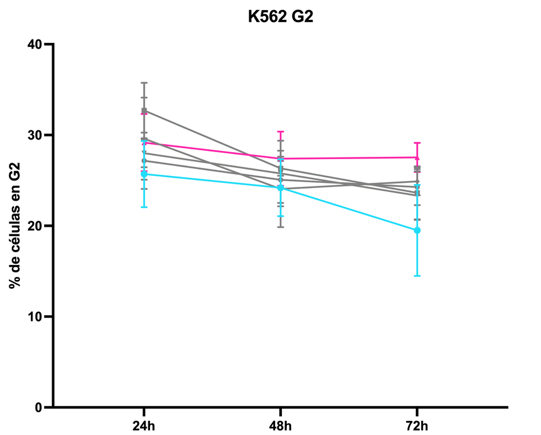 K562 G2
40
30
20
10
0
% de células en G2
24h
48h
72h